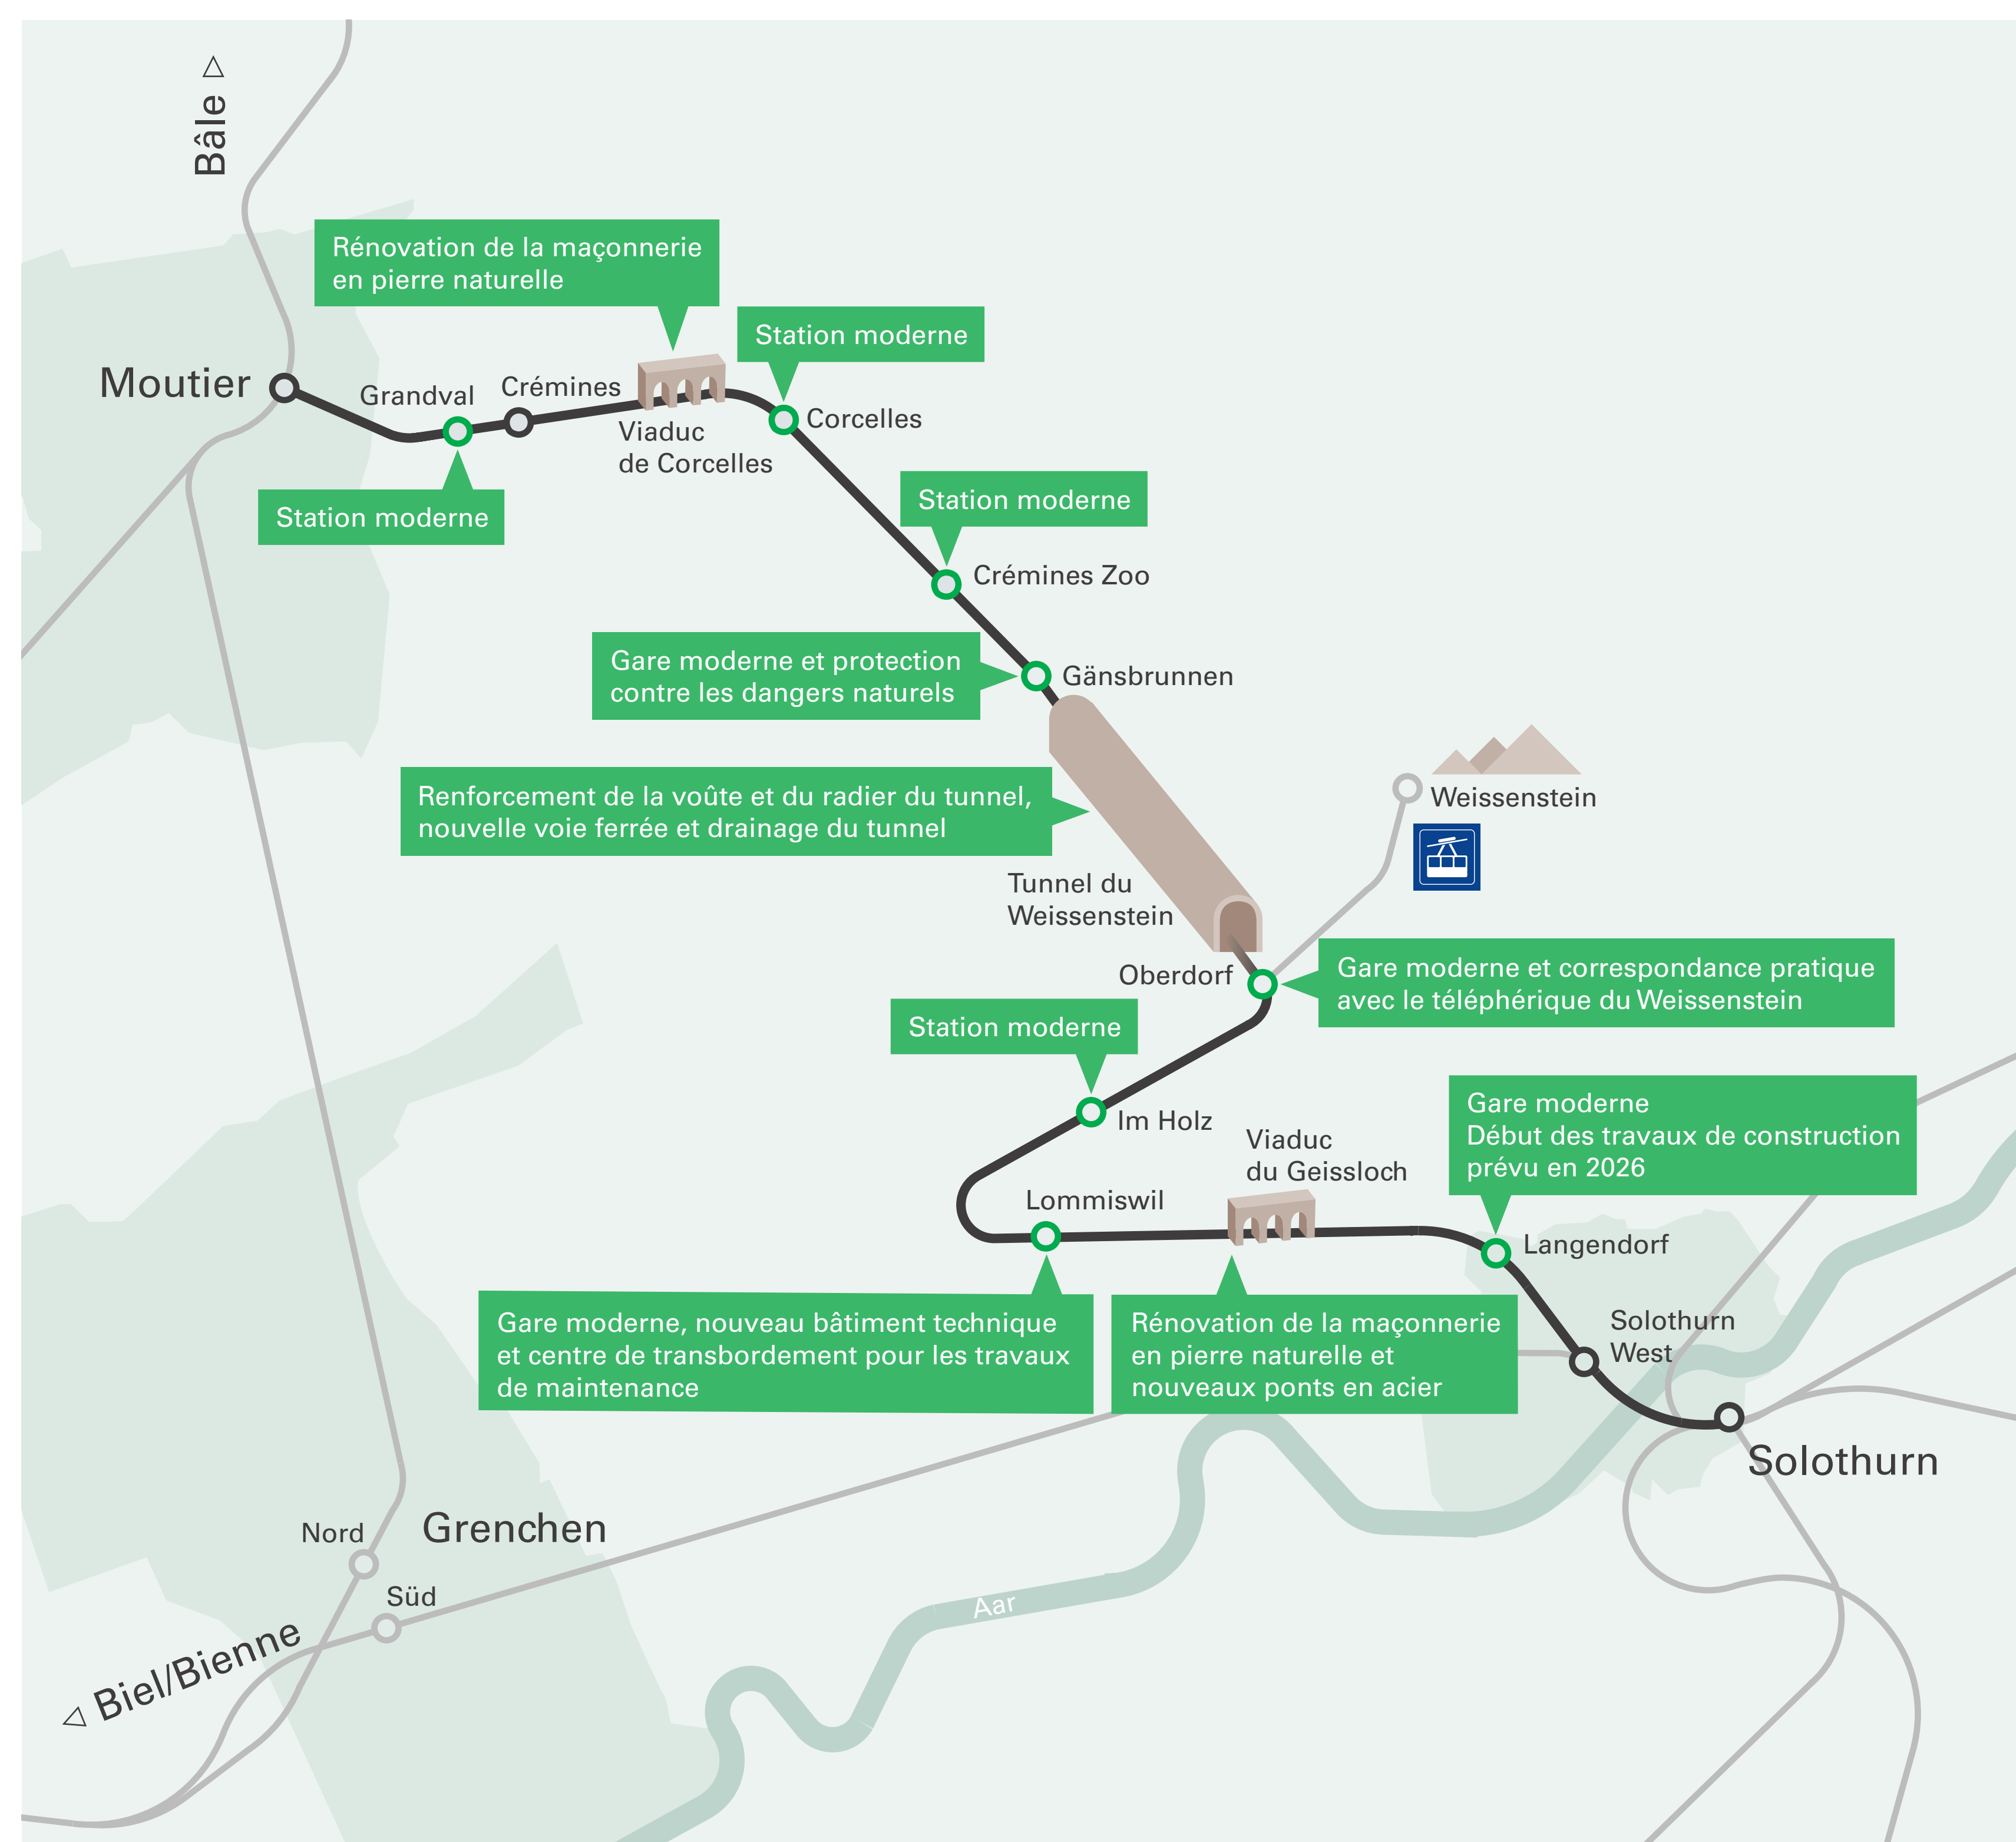 Bâle
Rénovation de la maçonnerie
en pierre naturelle
Station moderne
Moutier
Grandval
Crémines
Viaduc
de Corcelles
Corcelles
Station moderne
Station moderne
Crémines Zoo
Gare moderne et protection
contre les dangers naturels
Gänsbrunnen
Renforcement de la voûte et du radier du tunnel,
nouvelle voie ferrée et drainage du tunnel
Weissenstein
Tunnel du
Weissenstein
Oberdorf
Gare moderne et correspondance pratique
avec le téléphérique du Weissenstein
Station moderne
Im Holz
Viaduc
du Geissloch
Gare moderne
Début des travaux de construction
prévu en 2026
Lommiswil
Langendorf
Gare moderne, nouveau bâtiment technique
et centre de transbordement pour les travaux
de maintenance
Rénovation de la maçonnerie
en pierre naturelle et
nouveaux ponts en acier
Solothurn
West
Solothurn
Nord
Grenchen
Süd
Aar
Biel/Bienne